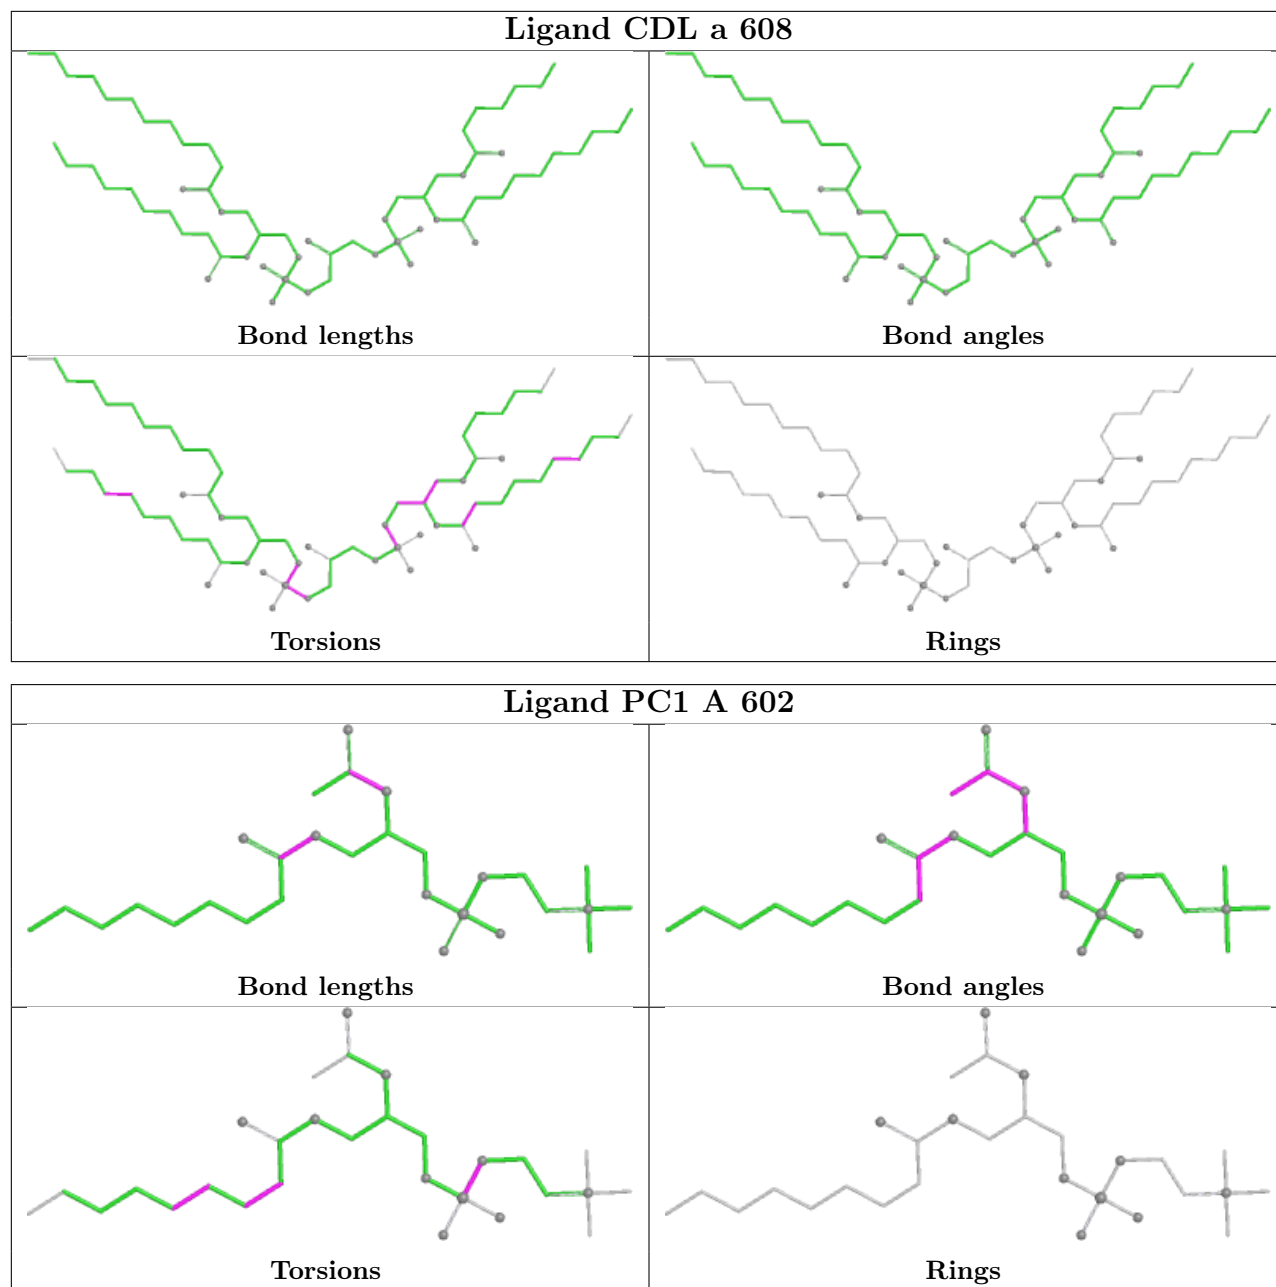 Ligand CDL a 608
Bond lengths
Bond angles
Torsions
Rings
Ligand PC1 A 602
Bond lengths
Bond angles
Torsions
Rings